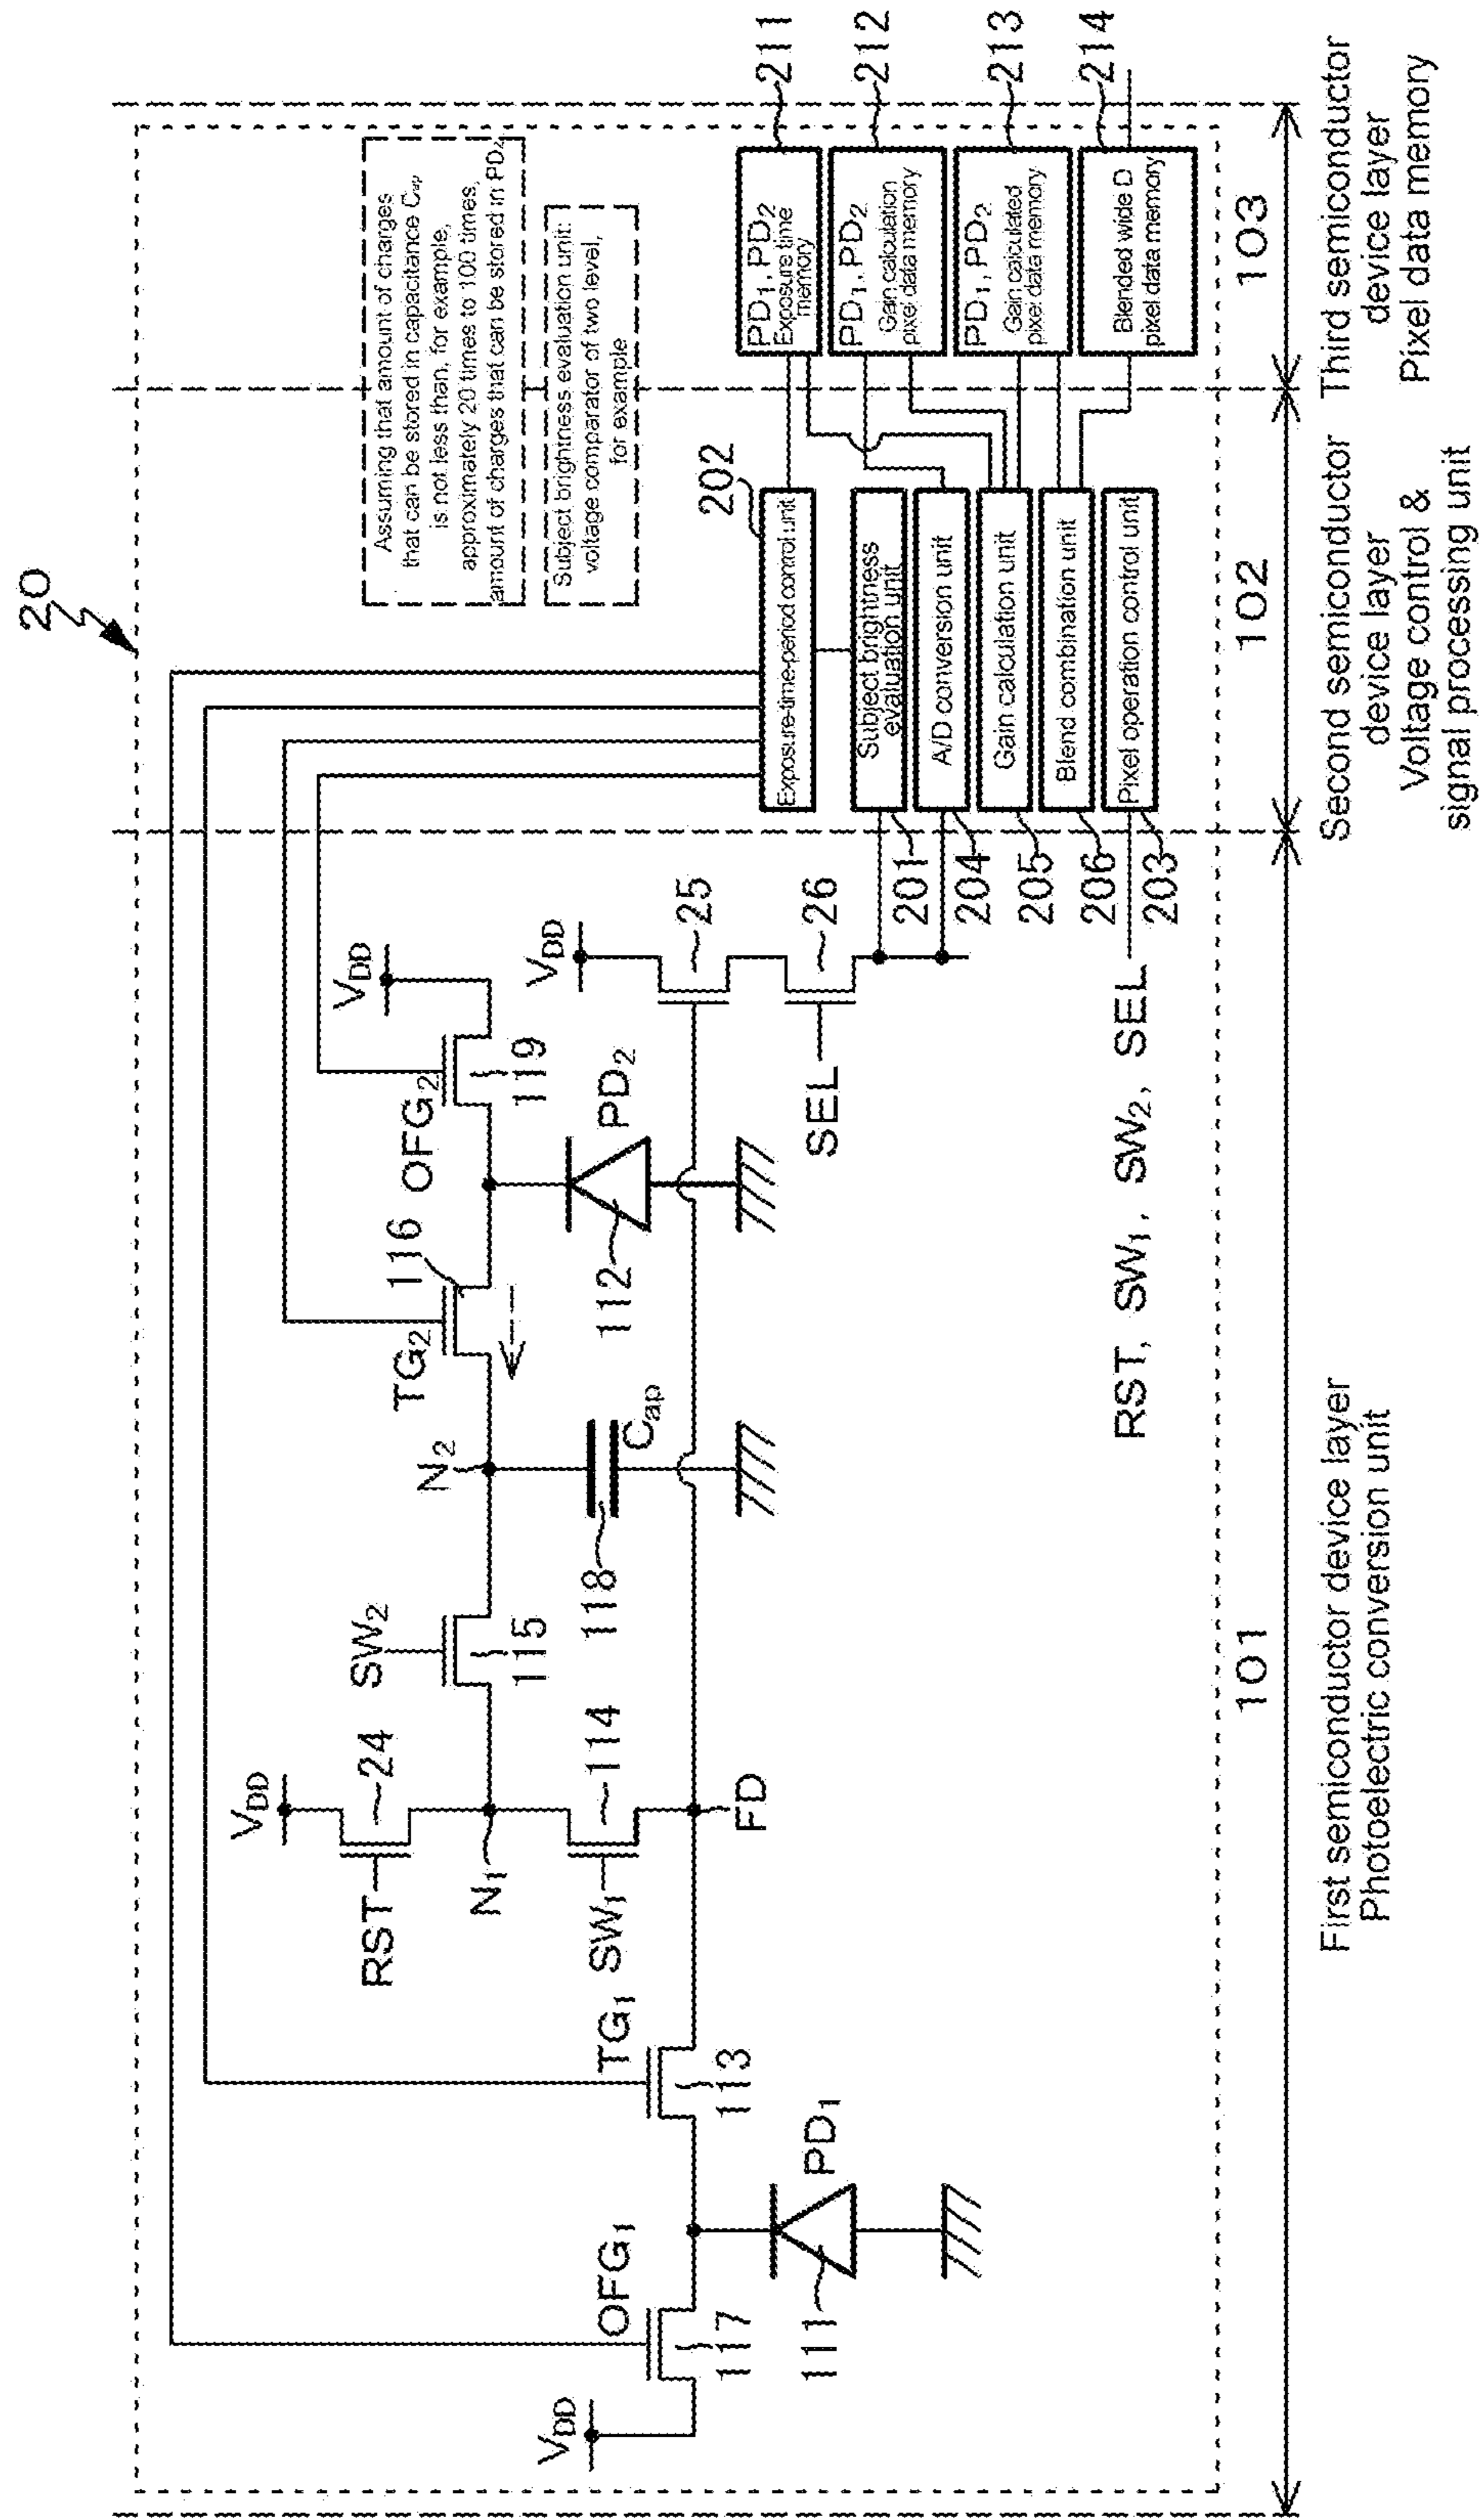 20
Assuming that amount of charges
that can be stored in capacitance Cap
is not less than, for example,
approximately 20 times to 100 times,
amount of charges that can be stored in PD2
Subject brightness evaluation unit:
voltage comparator of two level,
for example
VDD
RST
24
N1
SW1
114
FD
SW2
115
N2
118
Cap
TG2
116
OFG2
119
VDD
112
PD2
VDD
25
SEL
26
VDD
OFG1
117
TG1
113
111
PD1
RST, SW1, SW2, SEL
202
Exposure-time-period control unit
Subject brightness
evaluation unit
A/D conversion unit
Gain calculation unit
Blend combination unit
Pixel operation control unit
201
204
205
206
203
PD1, PD2
Exposure time
memory
211
PD1, PD2
Gain calculation
pixel data memory
212
PD1, PD2
Gain calculated
pixel data memory
213
Blended wide D
pixel data memory
214
101
102
103
First semiconductor device layer
Photoelectric conversion unit
Second semiconductor
device layer
Voltage control &
signal processing unit
Third semiconductor
device layer
Pixel data memory